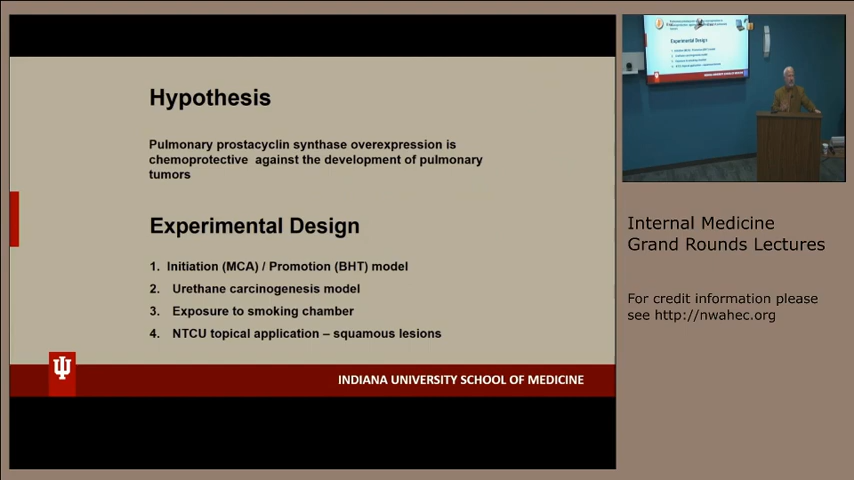 Hypothesis
Pulmonary prostacyclin synthase overexpression is
chemoprotective against the development of pulmonary
tumors
Experimental Design
1. Initiation (MCA) / Promotion (BHT) model
2. Urethane carcinogenesis model
3. Exposure to smoking chamber
4. NTCU topical application – squamous lesions
INDIANA UNIVERSITY SCHOOL OF MEDICINE
Experimental Design
Internal Medicine
Grand Rounds Lectures
For credit information please
see http://nwahec.org